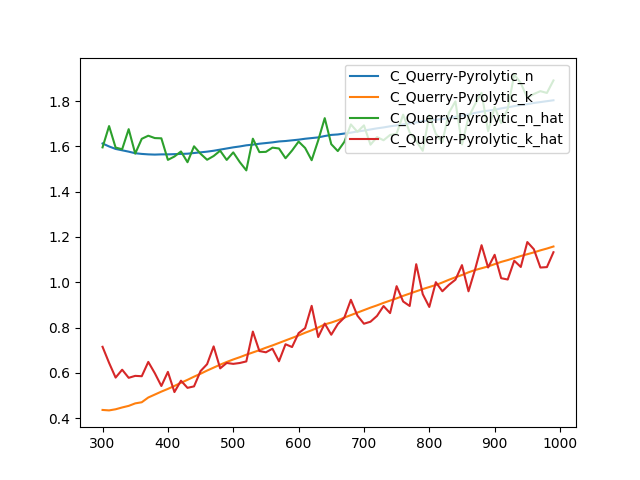 C_Querry-Pyrolytic_n
C_Querry-Pyrolytic_k
C_Querry-Pyrolytic_n_hat
C_Querry-Pyrolytic_k_hat
1.8
1.6
1.4
1.2
1.0
0.8
0.6
0.4
300 400 500 600 700 800 900 1000